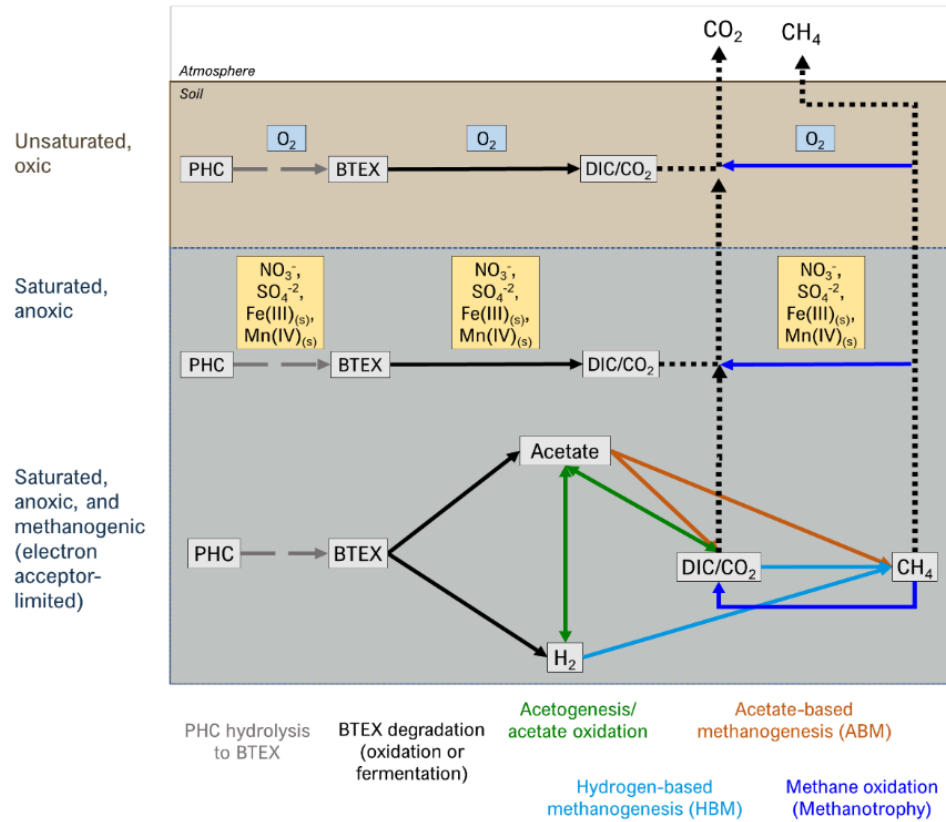 CO₂ CH₄
Atmosphere
Soil
Unsaturated,
oxic
O₂ O₂ O₂
PHC BTEX DIC/CO₂
Saturated,
anoxic
NO₃⁻,
SO₄⁻²,
Fe(III)₍s₎,
Mn(IV)₍s₎
NO₃⁻,
SO₄⁻²,
Fe(III)₍s₎,
Mn(IV)₍s₎
NO₃⁻,
SO₄⁻²,
Fe(III)₍s₎,
Mn(IV)₍s₎
PHC BTEX DIC/CO₂
Saturated,
anoxic, and
methanogenic
(electron
acceptor-
limited)
Acetate
PHC BTEX DIC/CO₂ CH₄
H₂
PHC hydrolysis
to BTEX
BTEX degradation
(oxidation or
fermentation)
Acetogenesis/
acetate oxidation
Acetate-based
methanogenesis (ABM)
Hydrogen-based
methanogenesis (HBM)
Methane oxidation
(Methanotrophy)